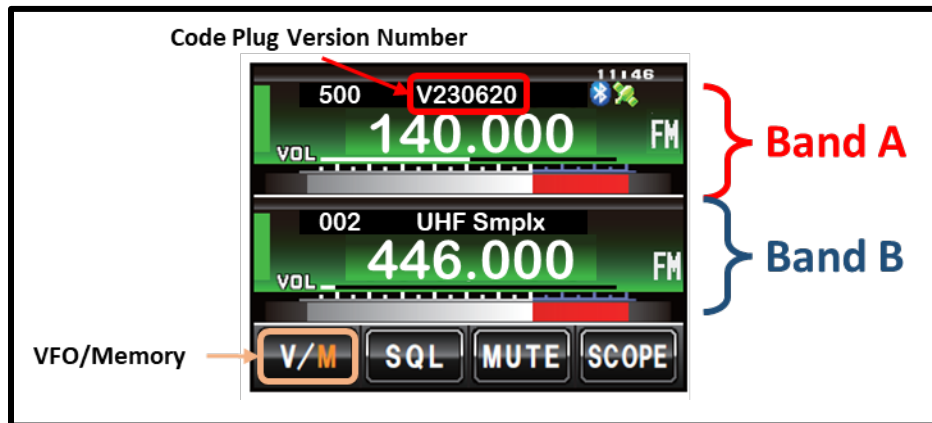 Code Plug Version Number
11:46
500 V230620
140.000 FM
VOL
Band A
002 UHF Smplx
446.000 FM
VOL
Band B
VFO/Memory
V/M SQL MUTE SCOPE